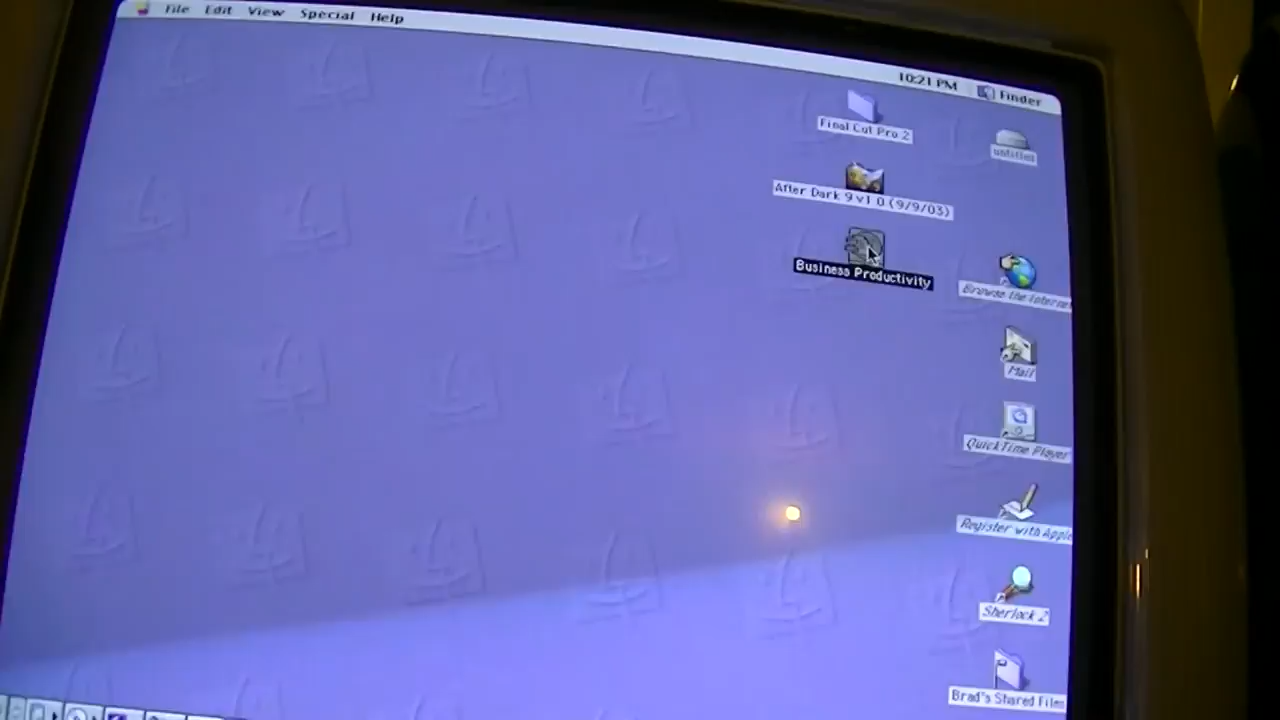 File Edit View Special Help
10:21 PM Finder
Final Cut Pro 2
untitled
After Dark 9 v1.0 (9/9/03)
Business Productivity
Browse the Internet
Mail
QuickTime Player
Register with Apple
Sherlock 2
Brad's Shared Files